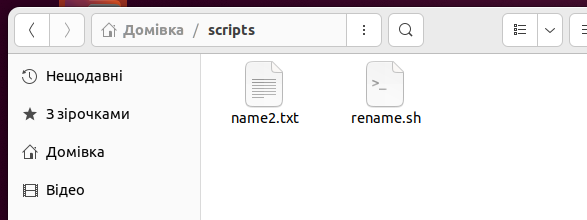 Домівка / scripts
Нещодавні
З зірочками
Домівка
Відео
name2.txt
rename.sh